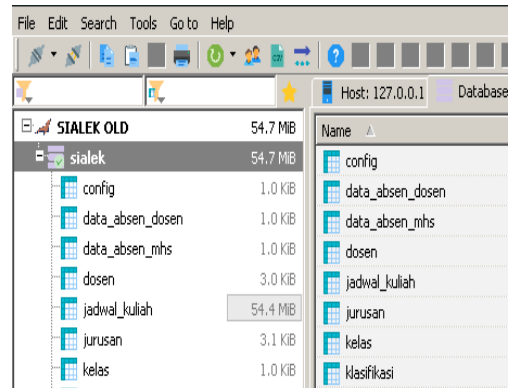 File Edit Search Tools Go to Help
Host: 127.0.0.1 Database
SIALEK OLD 54.7 MiB
sialek 54.7 MiB
config 1.0 KiB
data_absen_dosen 1.0 KiB
data_absen_mhs 1.0 KiB
dosen 3.0 KiB
jadwal_kuliah 54.4 MiB
jurusan 3.1 KiB
kelas 1.0 KiB
Name
config
data_absen_dosen
data_absen_mhs
dosen
jadwal_kuliah
jurusan
kelas
klasifikasi